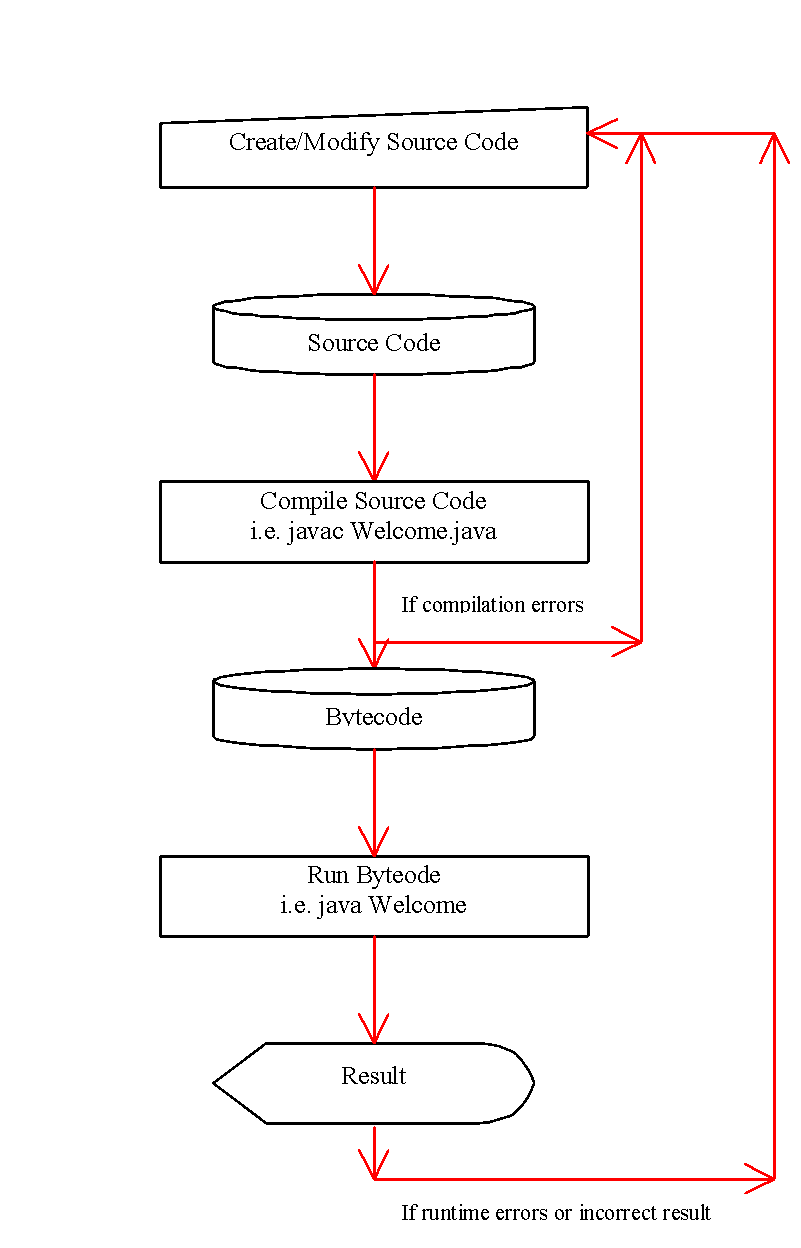 Create/Modify Source Code
Source Code
Compile Source Code
i.e. javac Welcome.java
If compilation errors
Bytecode
Run Byteode
i.e. java Welcome
Result
If runtime errors or incorrect result